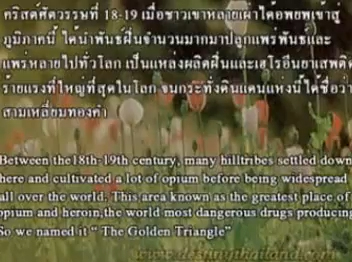 คริสต์ศัตวรรษที่ 18-19 เมื่อชาวเขาหลายเผ่าได้อพยพเข้าสู่
ภูมิภาคนี้ ได้นำพันธุ์ฝิ่นจำนวนมากมาปลูกแพร่พันธุ์และ
แพร่หลายไปทั่วโลก เป็นแหล่งผลิตฝิ่นและเฮโรอีนยาเสพติด
ร้ายแรงที่ใหญ่ที่สุดในโลก จนกระทั่งดินแดนแห่งนี้ได้ชื่อว่า
สามเหลี่ยมทองคำ
Between the18th-19th century, many hilltribes settled down
here and cultivated a lot of opium before being widespread
all over the world. This area known as the greatest place of
opium and heroin,the world most dangerous drugs producing
So we named it “ The Golden Triangle”